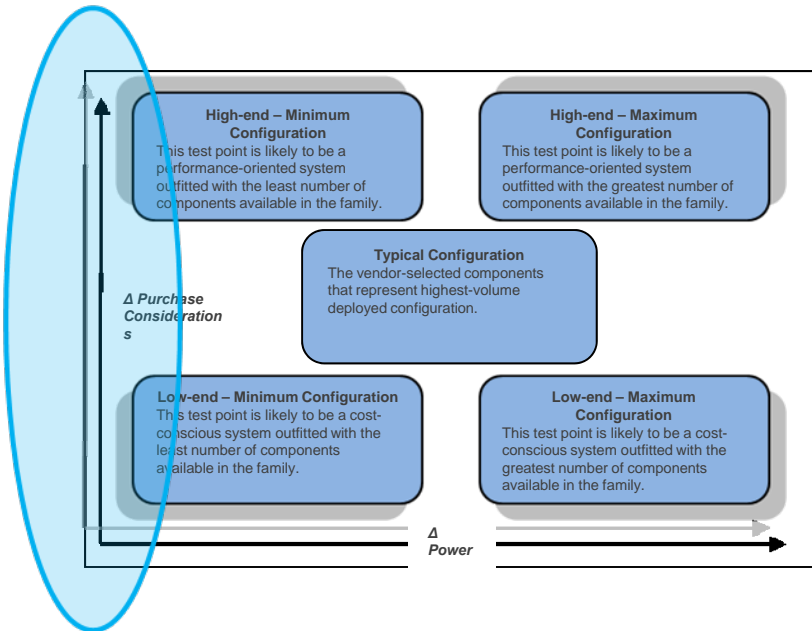 High-end – Minimum
Configuration
This test point is likely to be a
performance-oriented system
outfitted with the least number of
components available in the family.
High-end – Maximum
Configuration
This test point is likely to be a
performance-oriented system
outfitted with the greatest number of
components available in the family.
Typical Configuration
The vendor-selected components
that represent highest-volume
deployed configuration.
Δ Purchase
Consideration
s
Low-end – Minimum Configuration
This test point is likely to be a cost-
conscious system outfitted with the
least number of components
available in the family.
Low-end – Maximum
Configuration
This test point is likely to be a cost-
conscious system outfitted with the
greatest number of components
available in the family.
Δ
Power